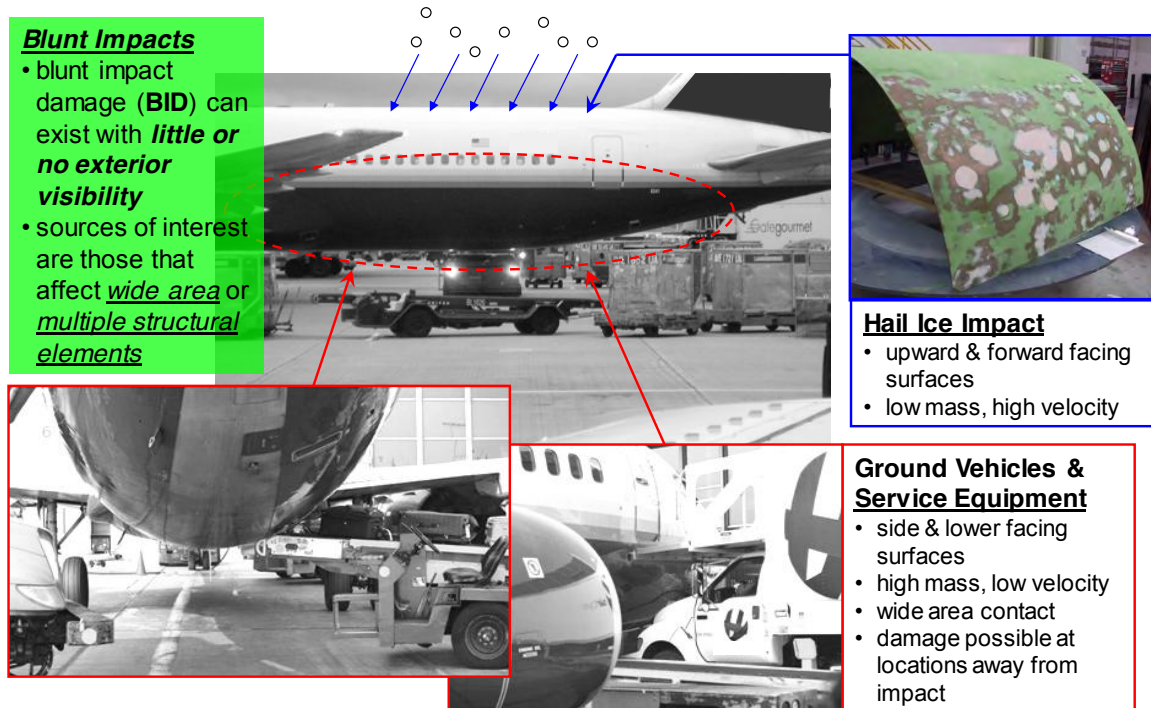 Blunt Impacts
• blunt impact
damage (BID) can
exist with little or
no exterior
visibility
• sources of interest
are those that
affect wide area or
multiple structural
elements
Gategourmet
Hail Ice Impact
• upward & forward facing
surfaces
• low mass, high velocity
Ground Vehicles &
Service Equipment
• side & lower facing
surfaces
• high mass, low velocity
• wide area contact
• damage possible at
locations away from
impact